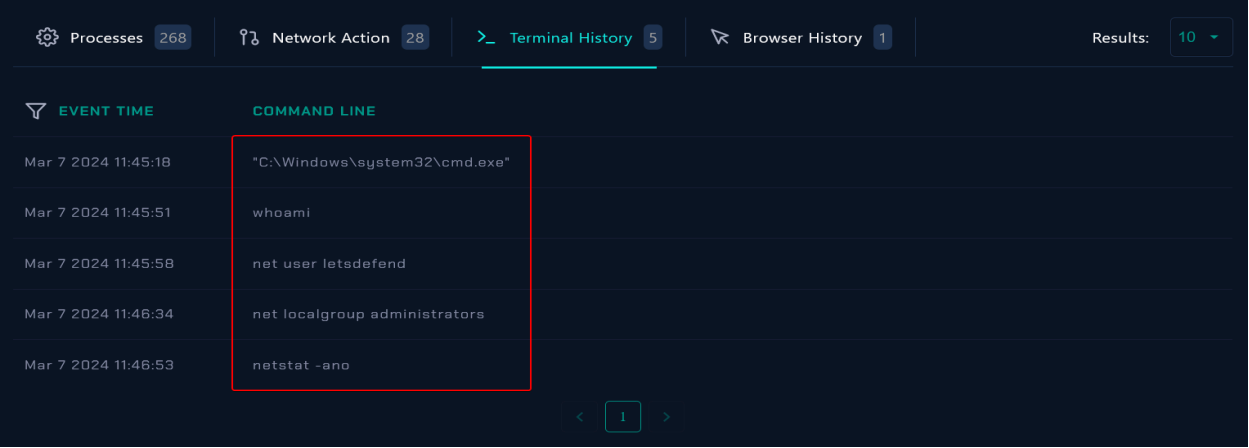 Processes 268 Network Action 28 Terminal History 5 Browser History 1 Results: 10
EVENT TIME COMMAND LINE
Mar 7 2024 11:45:18 "C:\Windows\system32\cmd.exe"
Mar 7 2024 11:45:51 whoami
Mar 7 2024 11:45:58 net user letsdefend
Mar 7 2024 11:46:34 net localgroup administrators
Mar 7 2024 11:46:53 netstat -ano
< 1 >